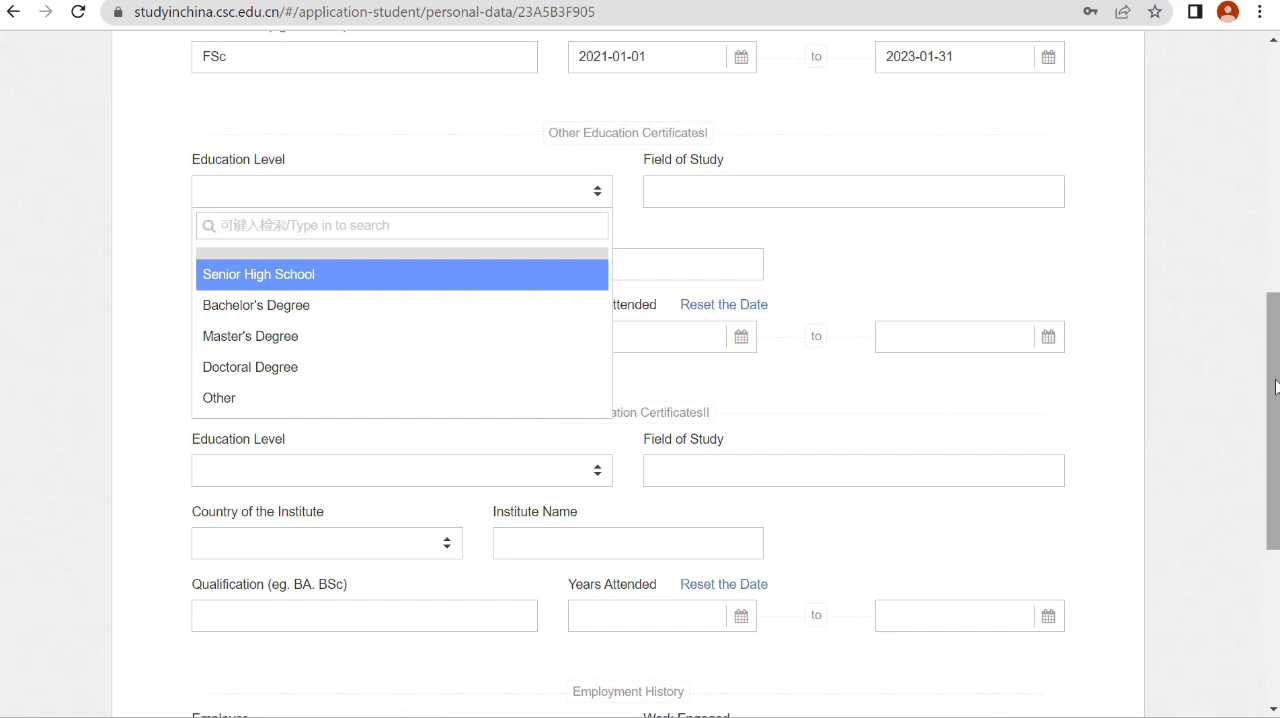 studyinchina.csc.edu.cn/#/application-student/personal-data/23A5B3F905
FSc
2021-01-01
to
2023-01-31
Other Education CertificatesI
Education Level
Field of Study
可键入检索/Type in to search
Senior High School
Bachelor's Degree
ttended
Reset the Date
Master's Degree
to
Doctoral Degree
Other
ation CertificatesII
Education Level
Field of Study
Country of the Institute
Institute Name
Qualification (eg. BA. BSc)
Years Attended
Reset the Date
to
Employment History
Employer
Work Engaged